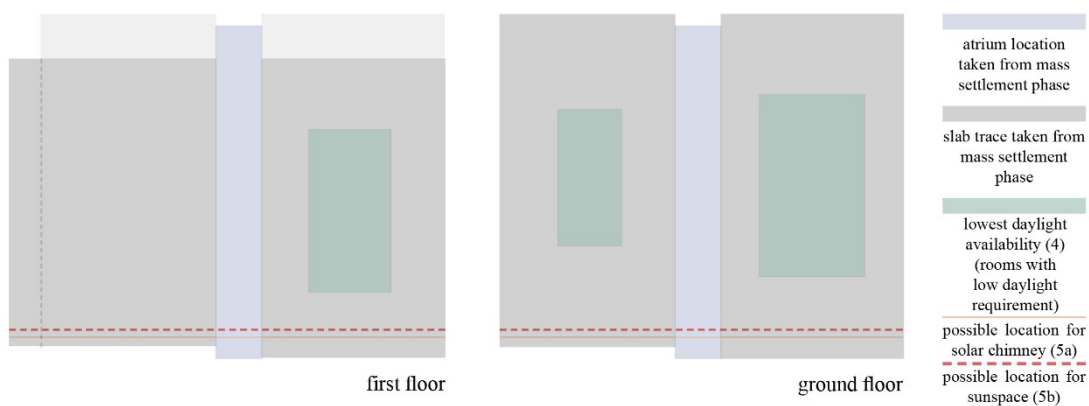 first floor
ground floor
atrium location
taken from mass
settlement phase
slab trace taken from
mass settlement
phase
lowest daylight
availability (4)
(rooms with
low daylight
requirement)
possible location for
solar chimney (5a)
possible location for
sunspace (5b)